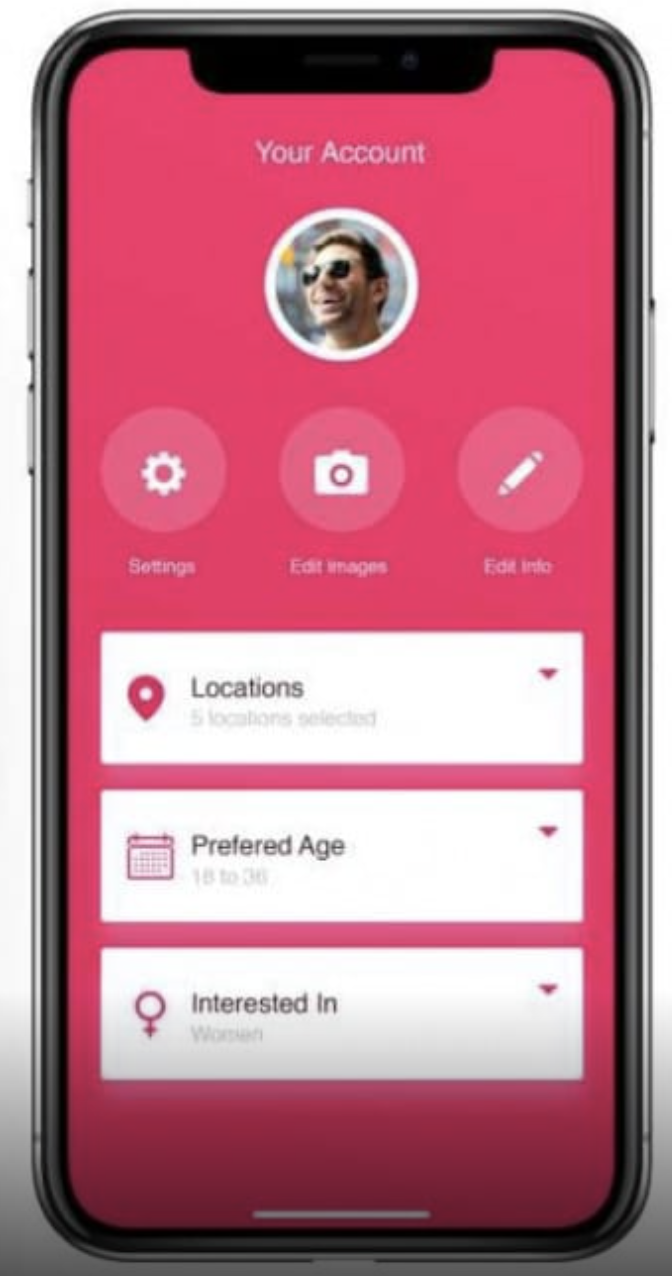 Your Account
Settings
Edit Images
Edit Info
Locations
5 locations selected
Prefered Age
18 to 36
Interested In
Women